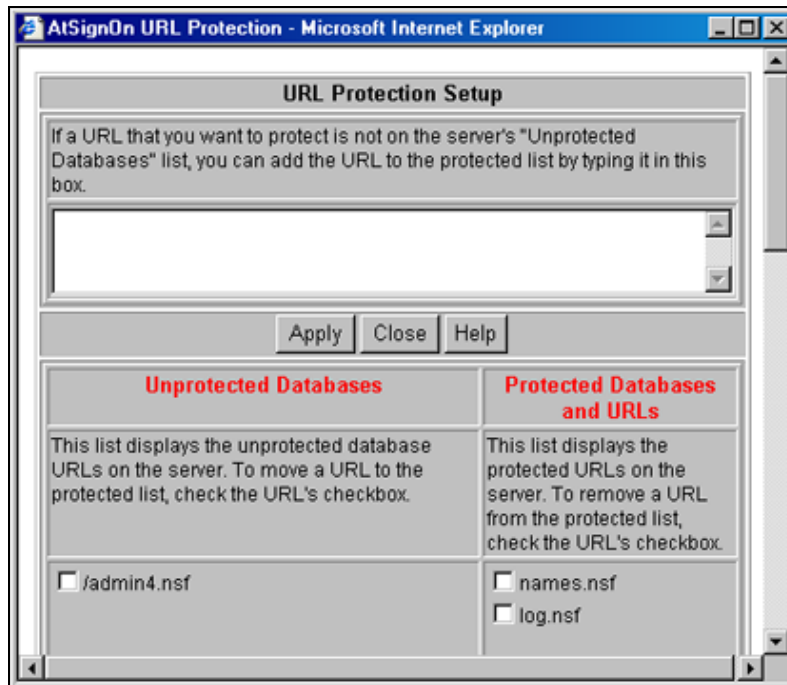 AtSignOn URL Protection - Microsoft Internet Explorer
URL Protection Setup
If a URL that you want to protect is not on the server's "Unprotected
Databases" list, you can add the URL to the protected list by typing it in this
box.
Apply
Close
Help
Unprotected Databases
Protected Databases
and URLs
This list displays the unprotected database
URLs on the server. To move a URL to the
protected list, check the URL's checkbox.
This list displays the
protected URLs on the
server. To remove a URL
from the protected list,
check the URL's checkbox.
/admin4.nsf
names.nsf
log.nsf